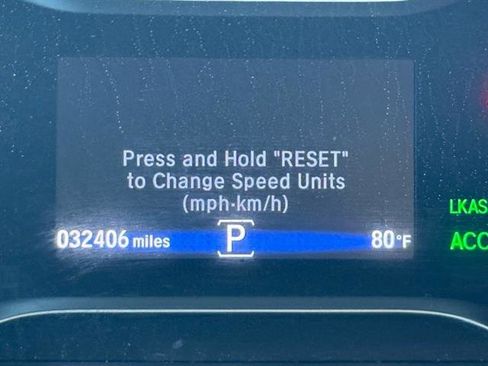 Press and Hold "RESET"
to Change Speed Units
(mph·km/h)
032406 miles P 80°F
LKAS
ACC